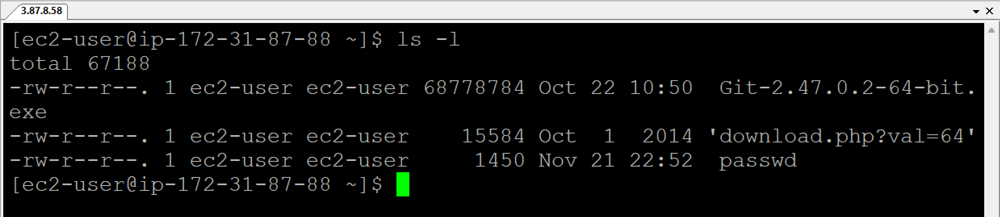 3.87.8.58
[ec2-user@ip-172-31-87-88 ~]$ ls -l
total 67188
-rw-r--r--. 1 ec2-user ec2-user 68778784 Oct 22 10:50  Git-2.47.0.2-64-bit.
exe
-rw-r--r--. 1 ec2-user ec2-user    15584 Oct  1  2014 'download.php?val=64'
-rw-r--r--. 1 ec2-user ec2-user     1450 Nov 21 22:52  passwd
[ec2-user@ip-172-31-87-88 ~]$